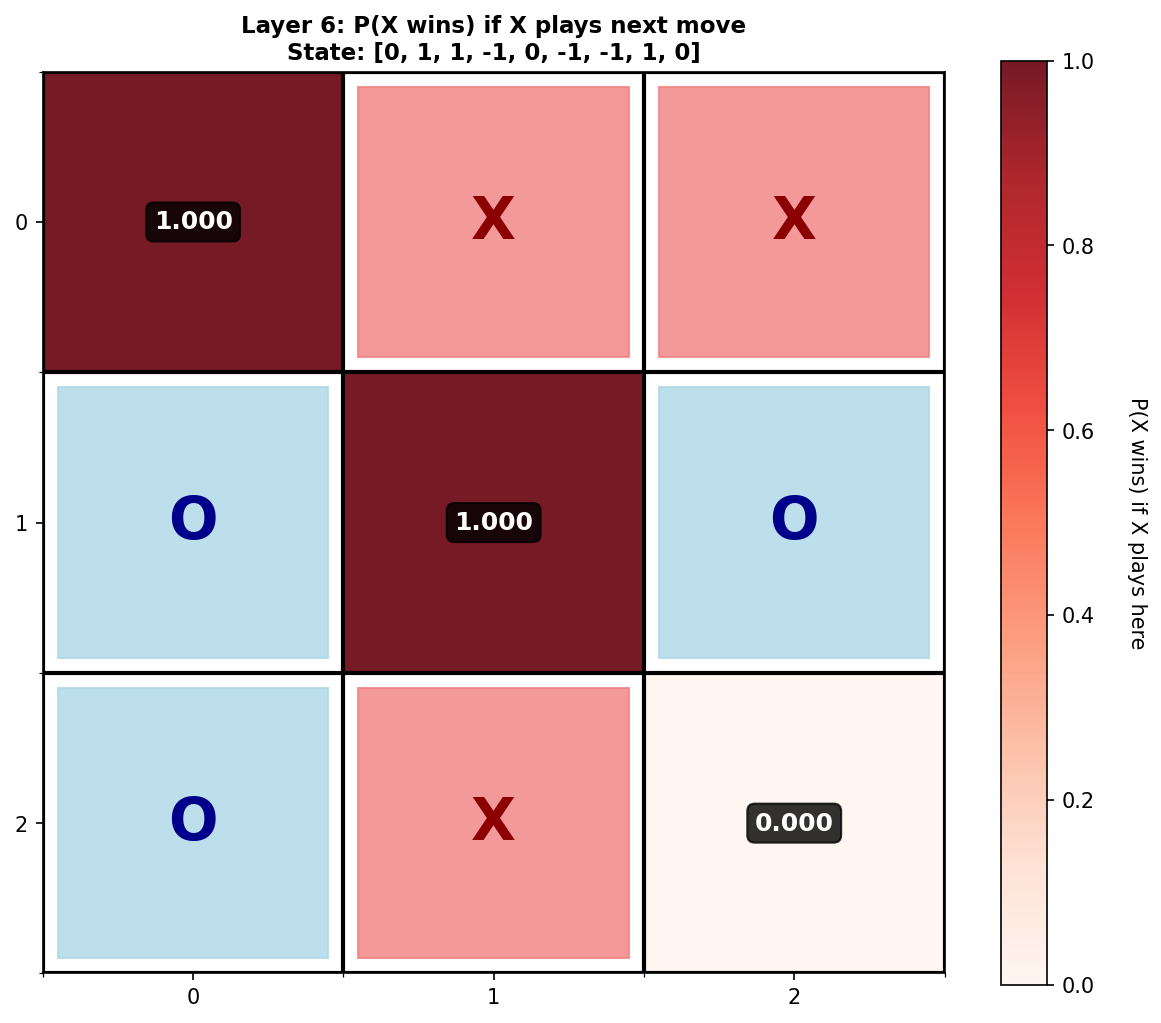 Layer 6: P(X wins) if X plays next move
State: [0, 1, 1, -1, 0, -1, -1, 1, 0]
1.0
0 1.000 X X
0.8
0.6
P(X wins) if X plays here
1 O 1.000 O
0.4
0.2
2 O X 0.000
0.0
0 1 2